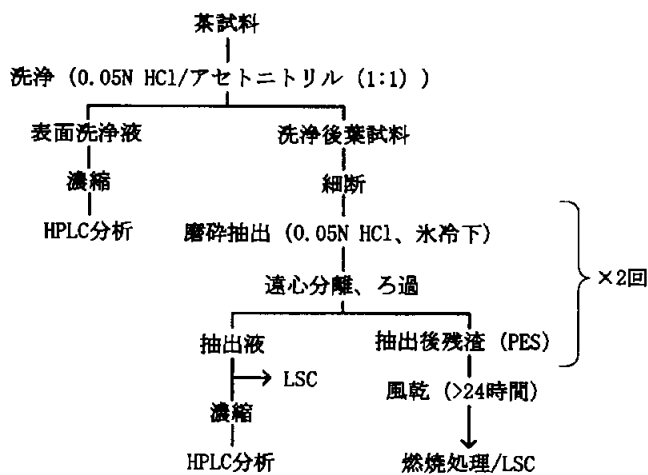 茶試料
洗浄 (0.05N HCl/アセトニトリル (1:1) )
表面洗浄液
洗浄後葉試料
濃縮
細断
HPLC分析
磨砕抽出 (0.05N HCl、氷冷下)
×2回
遠心分離、ろ過
抽出液
抽出後残渣 (PES)
LSC
風乾 (>24時間)
濃縮
HPLC分析
燃焼処理/LSC